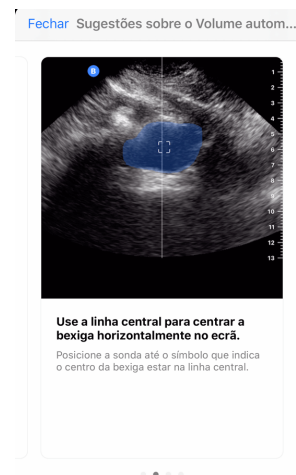 Fechar Sugestões sobre o Volume autom...
B
1
2
3
4
5
6
7
8
9
10
11
12
13
Use a linha central para centrar a
bexiga horizontalmente no ecrã.
Posicione a sonda até o símbolo que indica
o centro da bexiga estar na linha central.